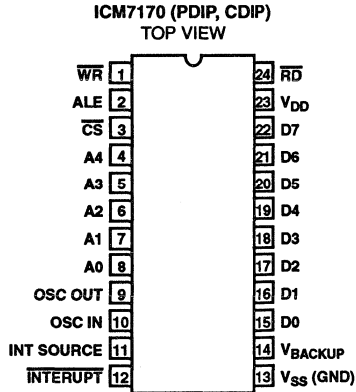 ICM7170 (PDIP, CDIP)
TOP VIEW
WR 1 24 RD
ALE 2 23 VDD
CS 3 22 D7
A4 4 21 D6
A3 5 20 D5
A2 6 19 D4
A1 7 18 D3
A0 8 17 D2
OSC OUT 9 16 D1
OSC IN 10 15 D0
INT SOURCE 11 14 VBACKUP
INTERUPT 12 13 VSS (GND)